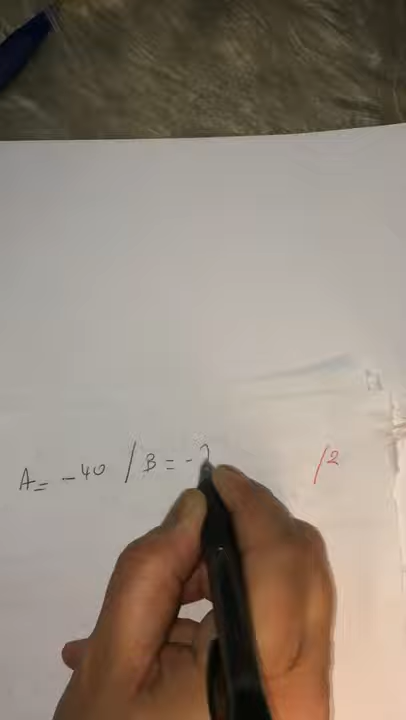 A = -40 / B = - /2